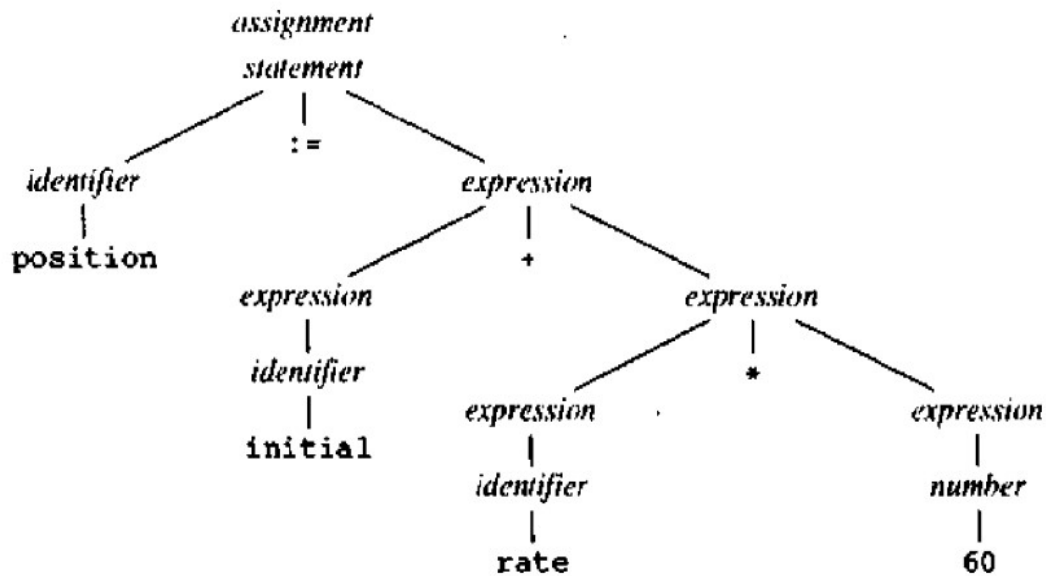 assignment
statement
:=
identifier
expression
position
+
expression
expression
identifier
*
expression
expression
initial
identifier
number
rate
60